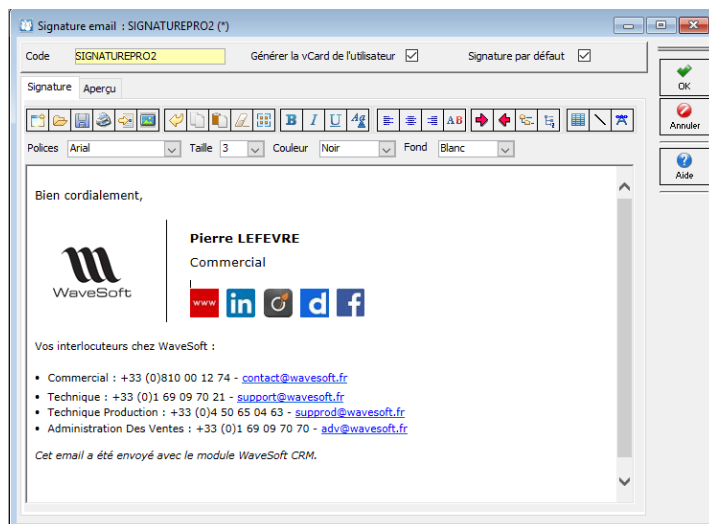 Signature email : SIGNATUREPRO2 (*)
Code SIGNATUREPRO2 Générer la vCard de l'utilisateur Signature par défaut
OK
Annuler
Aide
Signature Aperçu
B I U Aa AB
Polices Arial Taille 3 Couleur Noir Fond Blanc
Bien cordialement,
WaveSoft
Pierre LEFEVRE
Commercial
www in d f
Vos interlocuteurs chez WaveSoft :
• Commercial : +33 (0)810 00 12 74 - contact@wavesoft.fr
• Technique : +33 (0)1 69 09 70 21 - support@wavesoft.fr
• Technique Production : +33 (0)4 50 65 04 63 - supprod@wavesoft.fr
• Administration Des Ventes : +33 (0)1 69 09 70 70 - adv@wavesoft.fr
Cet email a été envoyé avec le module WaveSoft CRM.